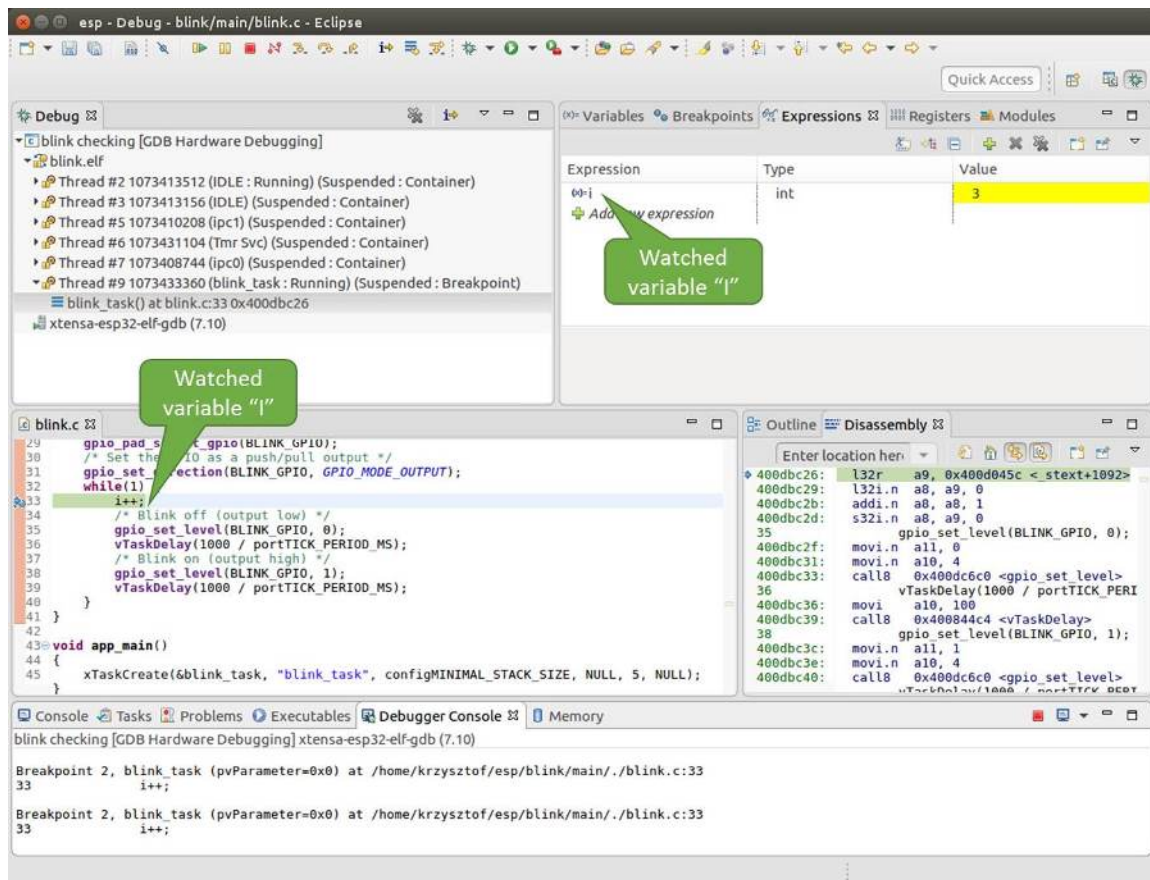 esp - Debug - blink/main/blink.c - Eclipse
Quick Access
Debug
blink checking [GDB Hardware Debugging]
blink.elf
Thread #2 1073413512 (IDLE : Running) (Suspended : Container)
Thread #3 1073413156 (IDLE) (Suspended : Container)
Thread #5 1073410208 (ipc1) (Suspended : Container)
Thread #6 1073431104 (Tmr Svc) (Suspended : Container)
Thread #7 1073408744 (ipc0) (Suspended : Container)
Thread #9 1073433360 (blink_task : Running) (Suspended : Breakpoint)
blink_task() at blink.c:33 0x400dbc26
xtensa-esp32-elf-gdb (7.10)
(x)= Variables Breakpoints Expressions Registers Modules
Expression Type Value
(x)= i int 3
Add expression
Watched
variable “I”
Watched
variable “I”
blink.c
29 gpio_pad_s t_gpio(BLINK_GPIO);
30 /* Set the IO as a push/pull output */
31 gpio_set_ ection(BLINK_GPIO, GPIO_MODE_OUTPUT);
32 while(1)
33 i++;
34 /* Blink off (output low) */
35 gpio_set_level(BLINK_GPIO, 0);
36 vTaskDelay(1000 / portTICK_PERIOD_MS);
37 /* Blink on (output high) */
38 gpio_set_level(BLINK_GPIO, 1);
39 vTaskDelay(1000 / portTICK_PERIOD_MS);
40 }
41 }
42
43 void app_main()
44 {
45 xTaskCreate(&blink_task, "blink_task", configMINIMAL_STACK_SIZE, NULL, 5, NULL);
}
Outline Disassembly
Enter location her
400dbc26: l32r a9, 0x400d045c <_stext+1092>
400dbc29: l32i.n a8, a9, 0
400dbc2b: addi.n a8, a8, 1
400dbc2d: s32i.n a8, a9, 0
35 gpio_set_level(BLINK_GPIO, 0);
400dbc2f: movi.n a11, 0
400dbc31: movi.n a10, 4
400dbc33: call8 0x400dc6c0 <gpio_set_level>
36 vTaskDelay(1000 / portTICK_PERI
400dbc36: movi a10, 100
400dbc39: call8 0x400844c4 <vTaskDelay>
38 gpio_set_level(BLINK_GPIO, 1);
400dbc3c: movi.n a11, 1
400dbc3e: movi.n a10, 4
400dbc40: call8 0x400dc6c0 <gpio_set_level>
vTaskDelay(1000 / portTICK_PERI
Console Tasks Problems Executables Debugger Console Memory
blink checking [GDB Hardware Debugging] xtensa-esp32-elf-gdb (7.10)
Breakpoint 2, blink_task (pvParameter=0x0) at /home/krzysztof/esp/blink/main/./blink.c:33
33 i++;
Breakpoint 2, blink_task (pvParameter=0x0) at /home/krzysztof/esp/blink/main/./blink.c:33
33 i++;